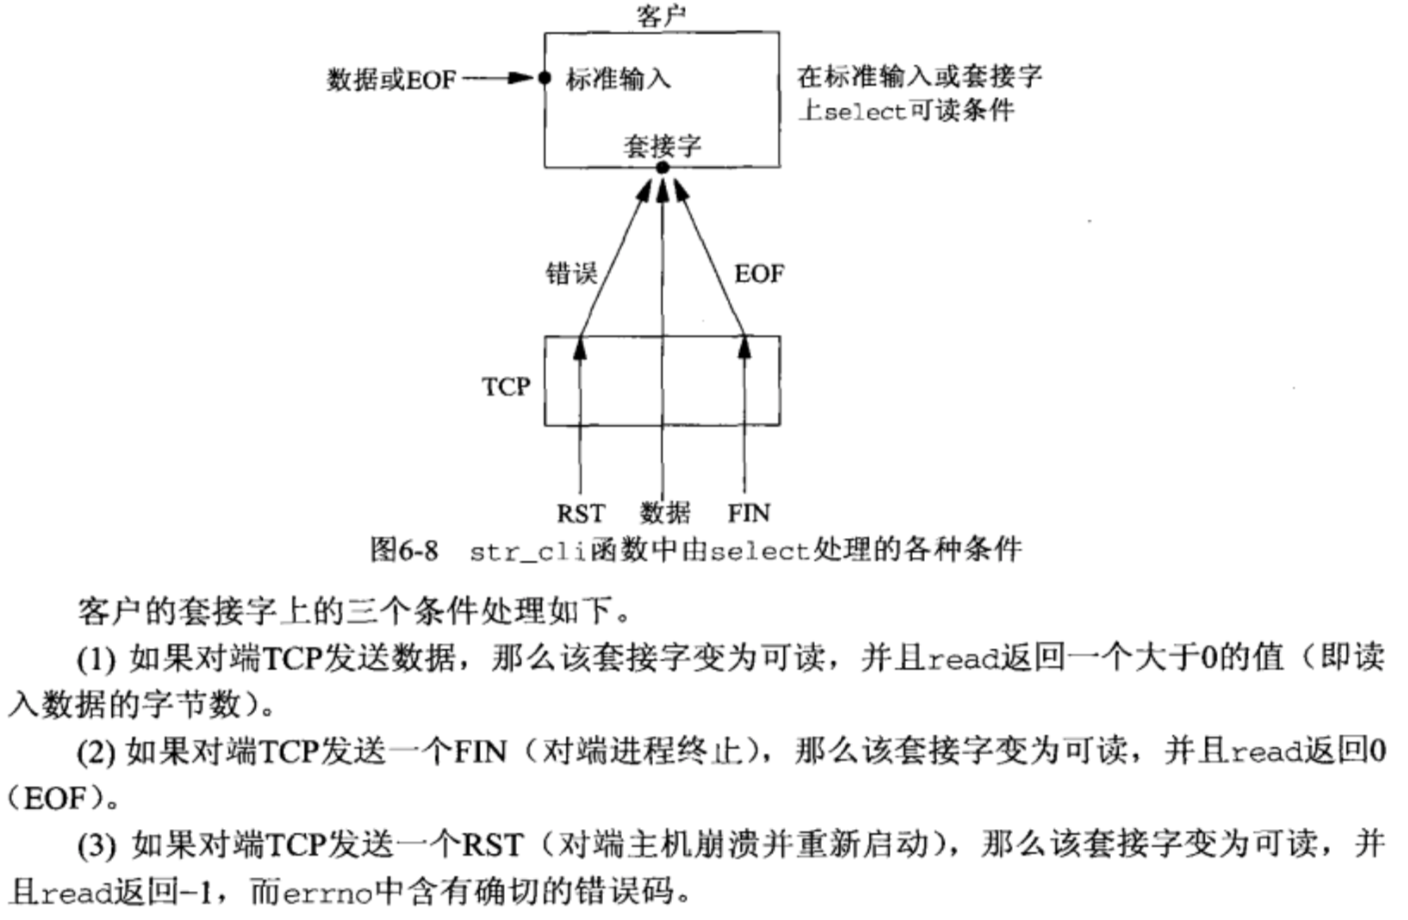 客户
数据或EOF
标准输入
在标准输入或套接字
上select可读条件
套接字
错误
EOF
TCP
RST
数据
FIN
图6-8 str_cli函数中由select处理的各种条件
客户的套接字上的三个条件处理如下。
(1) 如果对端TCP发送数据，那么该套接字变为可读，并且read返回一个大于0的值（即读
入数据的字节数）。
(2) 如果对端TCP发送一个FIN（对端进程终止），那么该套接字变为可读，并且read返回0
（EOF）。
(3) 如果对端TCP发送一个RST（对端主机崩溃并重新启动），那么该套接字变为可读，并
且read返回-1，而errno中含有确切的错误码。